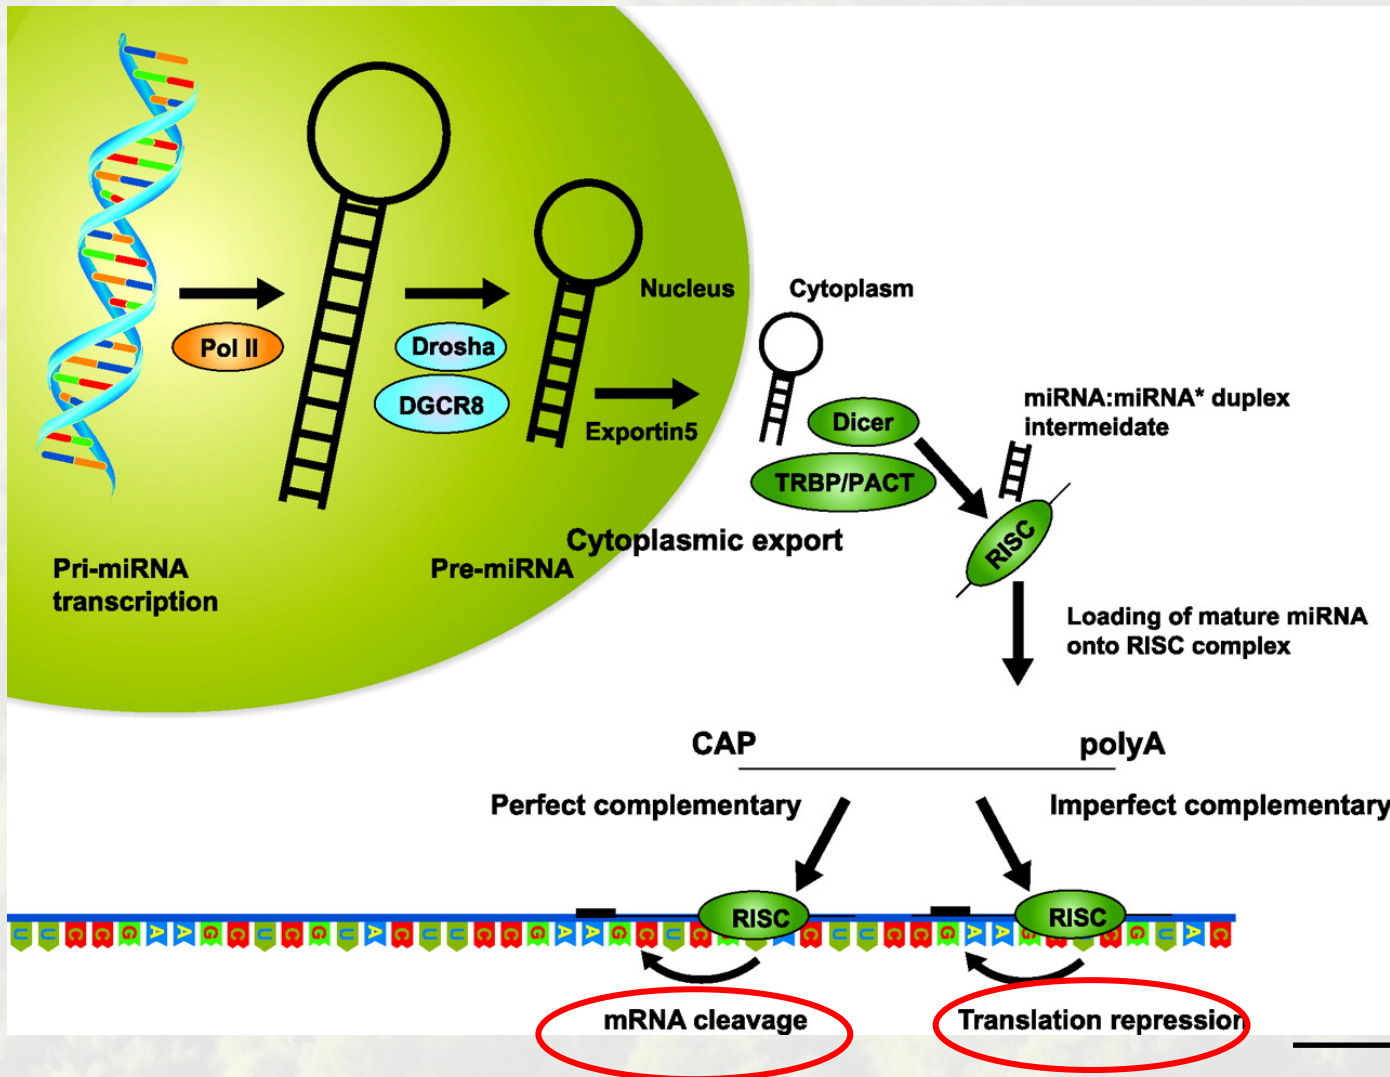 Nucleus
Cytoplasm
Pol II
Drosha
DGCR8
Exportin5
Dicer
TRBP/PACT
miRNA:miRNA* duplex
intermeidate
RISC
Cytoplasmic export
Pri-miRNA
transcription
Pre-miRNA
Loading of mature miRNA
onto RISC complex
CAP
polyA
Perfect complementary
Imperfect complementary
RISC
RISC
U U C C G A A G C U C G U A C U U C C G A A G C U C A C U U C C G A A G C G U A C
mRNA cleavage
Translation repression